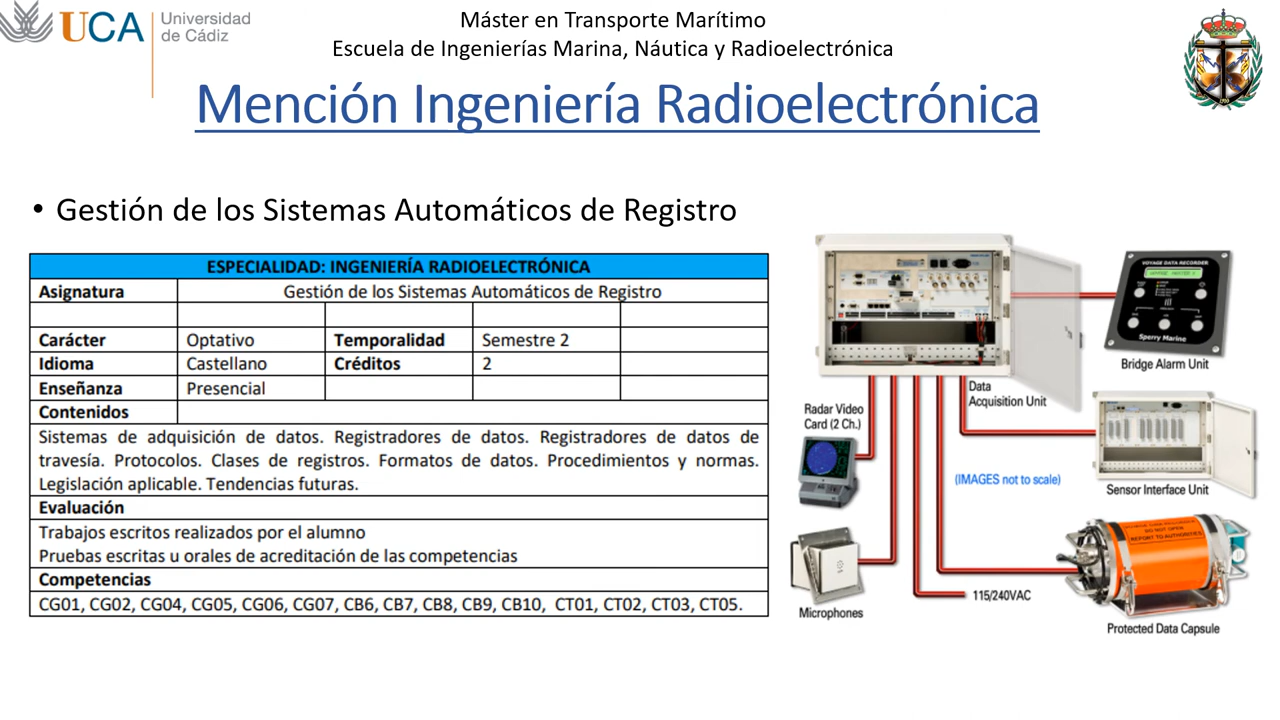 UCA
Universidad
de Cádiz
Máster en Transporte Marítimo
Escuela de Ingenierías Marina, Náutica y Radioelectrónica
Mención Ingeniería Radioelectrónica
• Gestión de los Sistemas Automáticos de Registro
ESPECIALIDAD: INGENIERÍA RADIOELECTRÓNICA
Asignatura Gestión de los Sistemas Automáticos de Registro
Carácter Optativo Temporalidad Semestre 2
Idioma Castellano Créditos 2
Enseñanza Presencial
Contenidos
Sistemas de adquisición de datos. Registradores de datos. Registradores de datos de
travesía. Protocolos. Clases de registros. Formatos de datos. Procedimientos y normas.
Legislación aplicable. Tendencias futuras.
Evaluación
Trabajos escritos realizados por el alumno
Pruebas escritas u orales de acreditación de las competencias
Competencias
CG01, CG02, CG04, CG05, CG06, CG07, CB6, CB7, CB8, CB9, CB10, CT01, CT02, CT03, CT05.
VOYAGE DATA RECORDER
Sperry Marine
Bridge Alarm Unit
Data
Acquisition Unit
Radar Video
Card (2 Ch.)
(IMAGES not to scale)
Sensor Interface Unit
DO NOT OPEN
REPORT TO AUTHORITIES
115/240VAC
Microphones
Protected Data Capsule